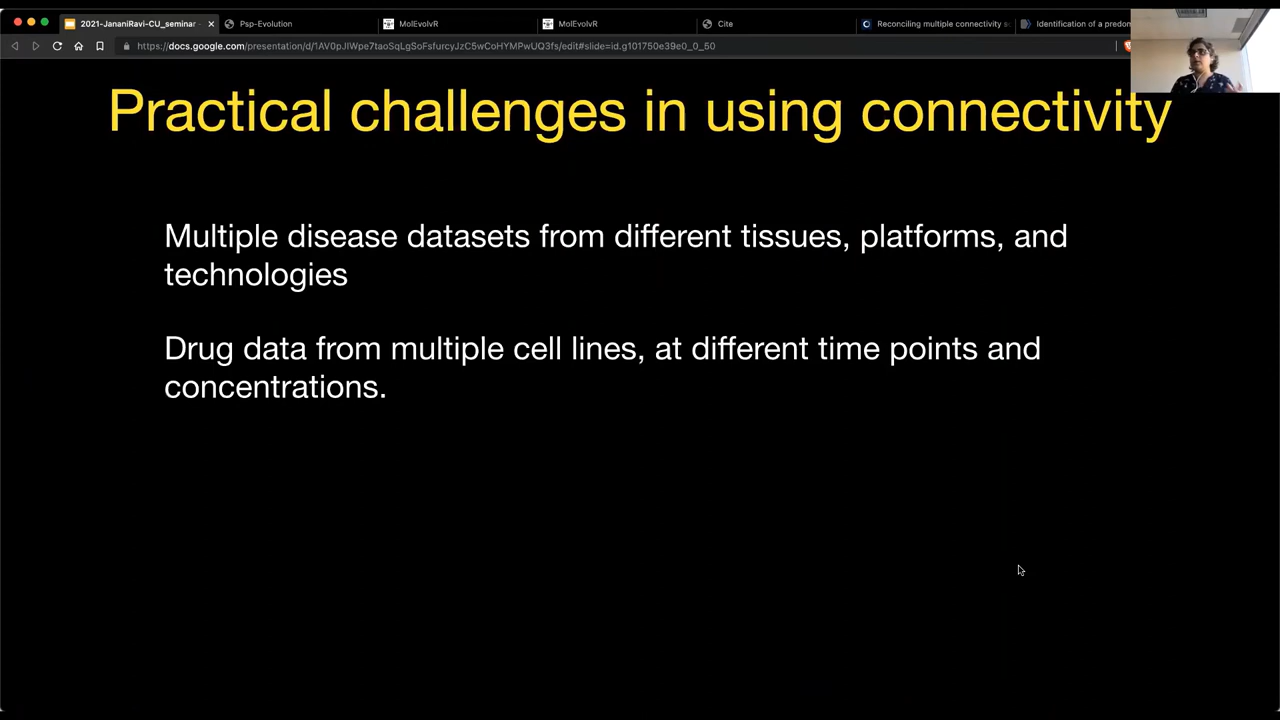 2021-JananiRavi-CU_seminar -
Psp-Evolution
MolEvolvR
MolEvolvR
Cite
Reconciling multiple connectivity s
Identification of a predom
https://docs.google.com/presentation/d/1AV0pJIWpe7taoSqLgSoFsfurcyJzC5wCoHYMPwUQ3fs/edit#slide=id.g101750e39e0_0_50
Practical challenges in using connectivity
Multiple disease datasets from different tissues, platforms, and
technologies
Drug data from multiple cell lines, at different time points and
concentrations.